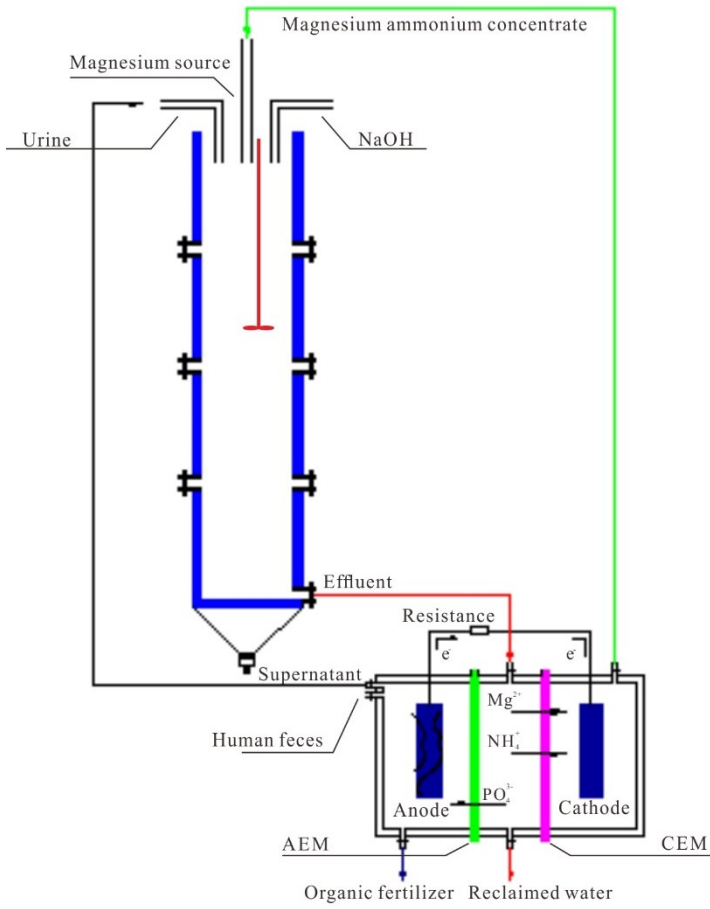 Magnesium ammonium concentrate
Magnesium source
Urine
NaOH
Effluent
Resistance
e⁻
e⁻
Supernatant
Mg²⁺
Human feces
NH₄⁺
PO₄³⁻
Anode
Cathode
AEM
CEM
Organic fertilizer
Reclaimed water